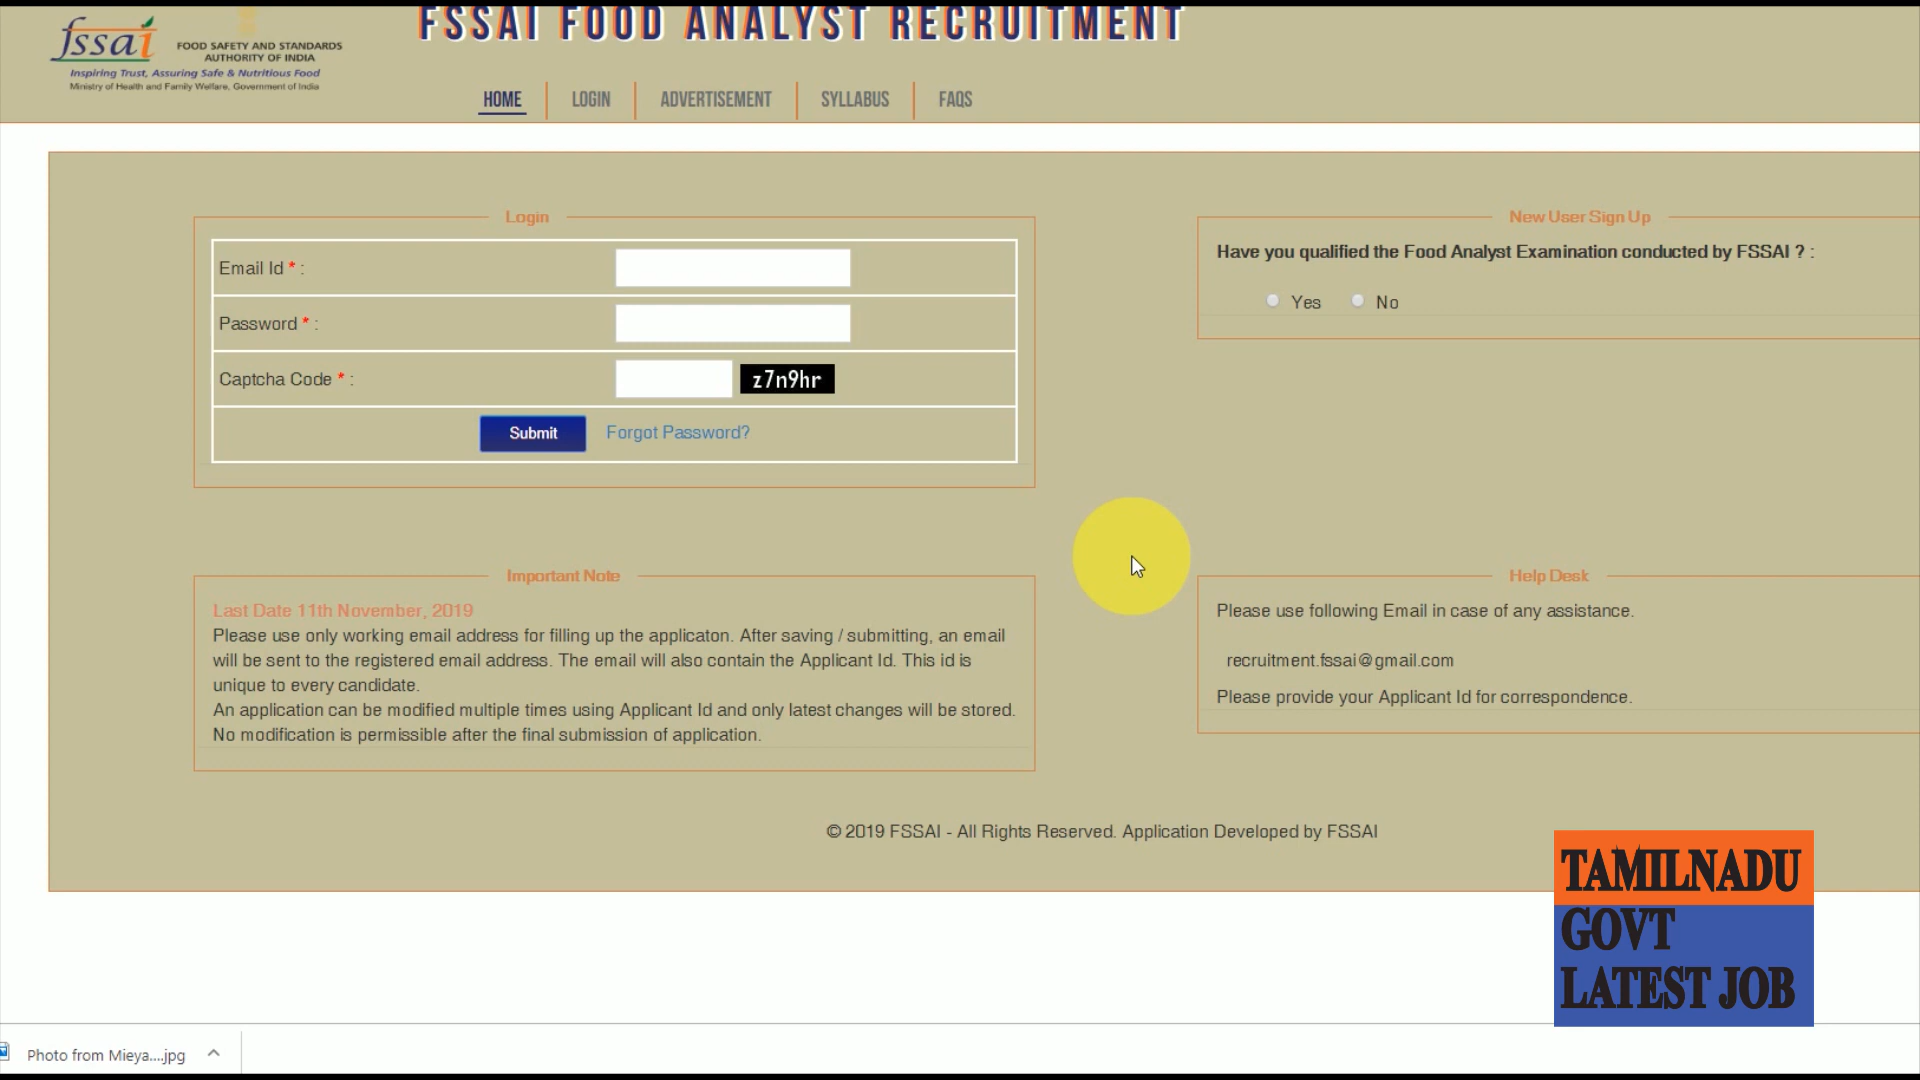 FSSAI FOOD ANALYST RECRUITMENT
fssai
FOOD SAFETY AND STANDARDS
AUTHORITY OF INDIA
Inspiring Trust, Assuring Safe & Nutritious Food
Ministry of Health and Family Welfare, Government of India
HOME LOGIN ADVERTISEMENT SYLLABUS FAQS
Login
Email Id * :
Password * :
Captcha Code * : z7n9hr
Submit Forgot Password?
New User Sign Up
Have you qualified the Food Analyst Examination conducted by FSSAI ? :
Yes No
Important Note
Last Date 11th November, 2019
Please use only working email address for filling up the applicaton. After saving / submitting, an email
will be sent to the registered email address. The email will also contain the Applicant Id. This id is
unique to every candidate.
An application can be modified multiple times using Applicant Id and only latest changes will be stored.
No modification is permissible after the final submission of application.
Help Desk
Please use following Email in case of any assistance.
recruitment.fssai@gmail.com
Please provide your Applicant Id for correspondence.
© 2019 FSSAI - All Rights Reserved. Application Developed by FSSAI
TAMILNADU
GOVT
LATEST JOB
Photo from Mieya....jpg